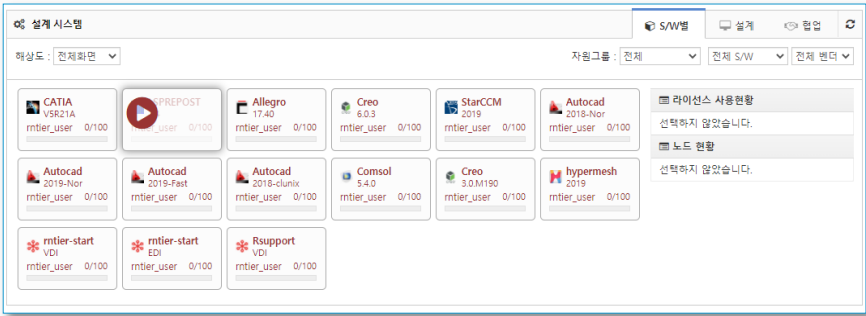 설계 시스템
S/W별 설계 협업
해상도 : 전체화면 자원그룹 : 전체 전체 S/W 전체 벤더
CATIA SPREPOST Allegro Creo StarCCM Autocad
V5R21A 17.40 6.0.3 2019 2018-Nor
rntier_user 0/100 rntier_user 0/100 rntier_user 0/100 rntier_user 0/100 rntier_user 0/100 rntier_user 0/100
라이선스 사용현황
선택하지 않았습니다.
노드 현황
선택하지 않았습니다.
Autocad Autocad Autocad Comsol Creo hypermesh
2019-Nor 2019-Fast 2018-clunix 5.4.0 3.0.M190 2019
rntier_user 0/100 rntier_user 0/100 rntier_user 0/100 rntier_user 0/100 rntier_user 0/100 rntier_user 0/100
rntier-start rntier-start Rsupport
VDI EDI VDI
rntier_user 0/100 rntier_user 0/100 rntier_user 0/100